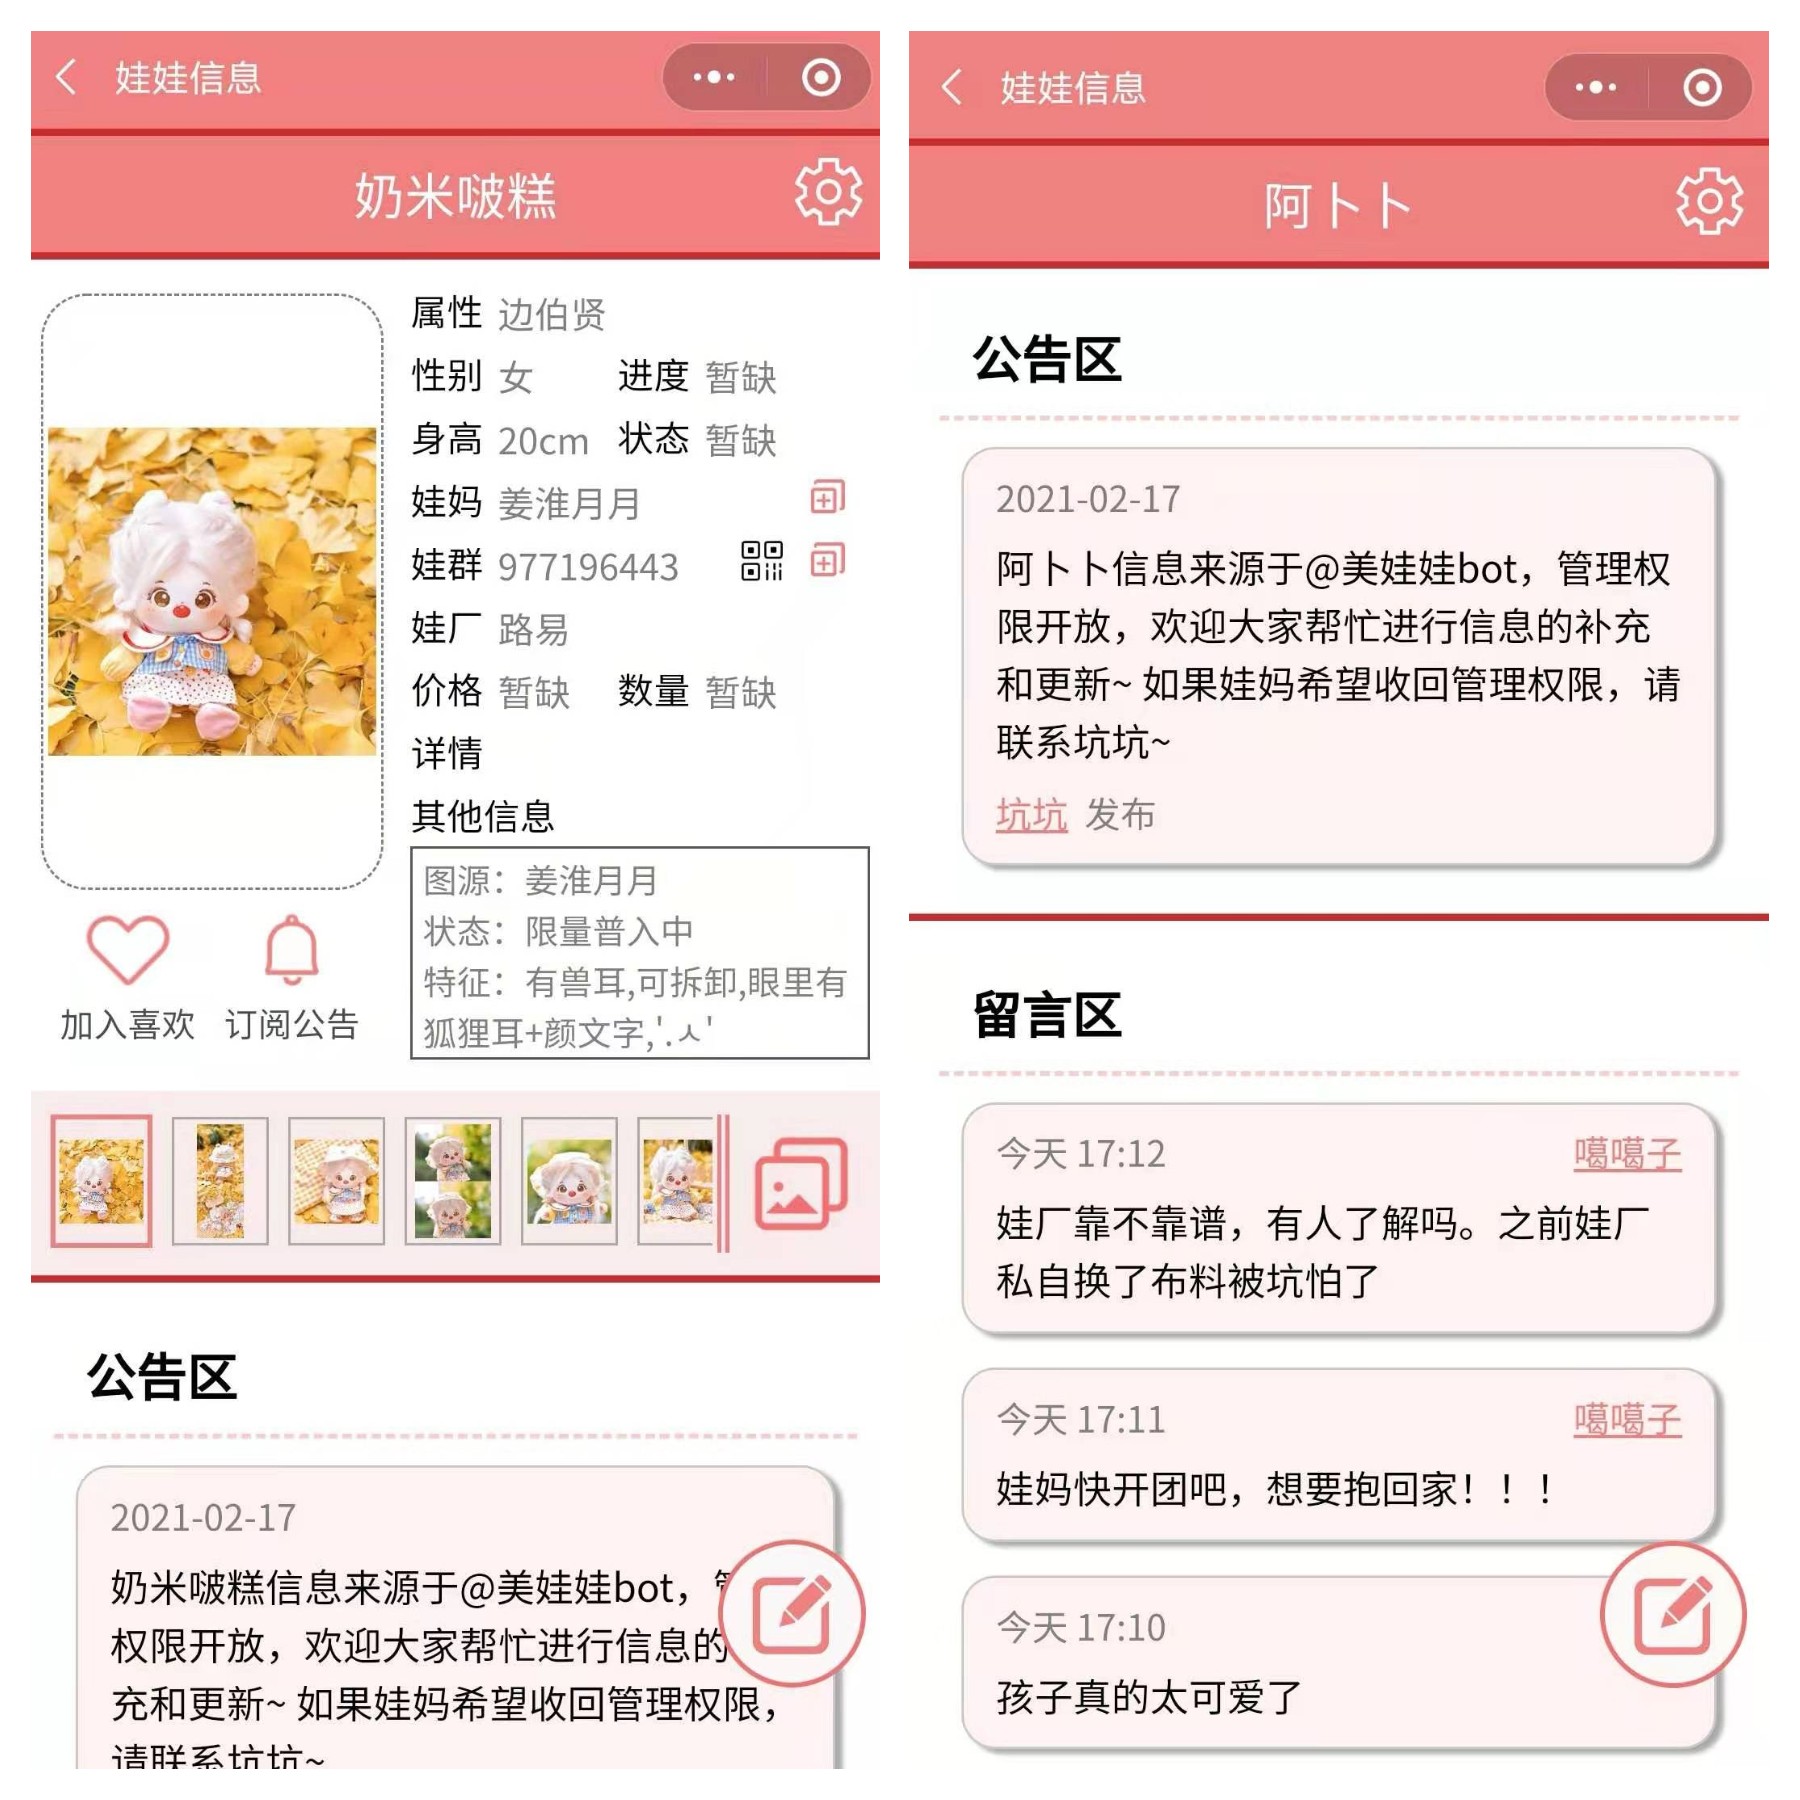 娃娃信息
奶米啵糕
属性 边伯贤
性别 女 进度 暂缺
身高 20cm 状态 暂缺
娃妈 姜淮月月
娃群 977196443
娃厂 路易
价格 暂缺 数量 暂缺
详情
其他信息
图源：姜淮月月
状态：限量普入中
特征：有兽耳,可拆卸,眼里有
狐狸耳+颜文字,'.ㅅ'
加入喜欢 订阅公告
公告区
2021-02-17
奶米啵糕信息来源于@美娃娃bot，
权限开放，欢迎大家帮忙进行信息的
充和更新~ 如果娃妈希望收回管理权限，
请联系坑坑~
娃娃信息
阿卜卜
公告区
2021-02-17
阿卜卜信息来源于@美娃娃bot，管理权
限开放，欢迎大家帮忙进行信息的补充
和更新~ 如果娃妈希望收回管理权限，请
联系坑坑~
坑坑 发布
留言区
今天 17:12 噶噶子
娃厂靠不靠谱，有人了解吗。之前娃厂
私自换了布料被坑怕了
今天 17:11 噶噶子
娃妈快开团吧，想要抱回家！！！
今天 17:10
孩子真的太可爱了